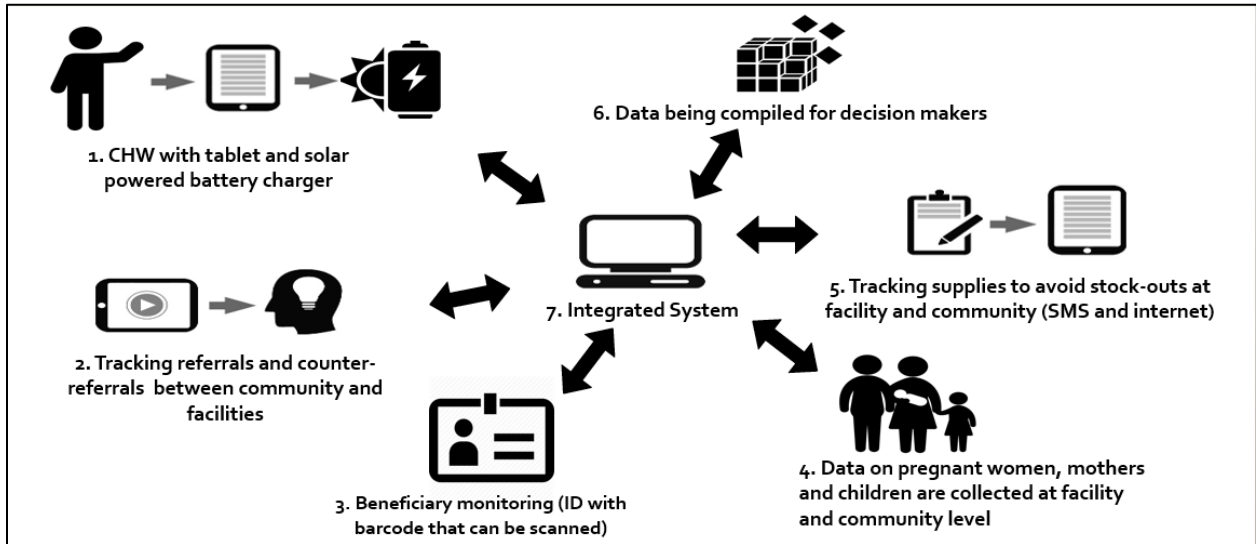 1. CHW with tablet and solar
powered battery charger
2. Tracking referrals and counter-
referrals between community and
facilities
3. Beneficiary monitoring (ID with
barcode that can be scanned)
4. Data on pregnant women, mothers
and children are collected at facility
and community level
5. Tracking supplies to avoid stock-outs at
facility and community (SMS and internet)
6. Data being compiled for decision makers
7. Integrated System